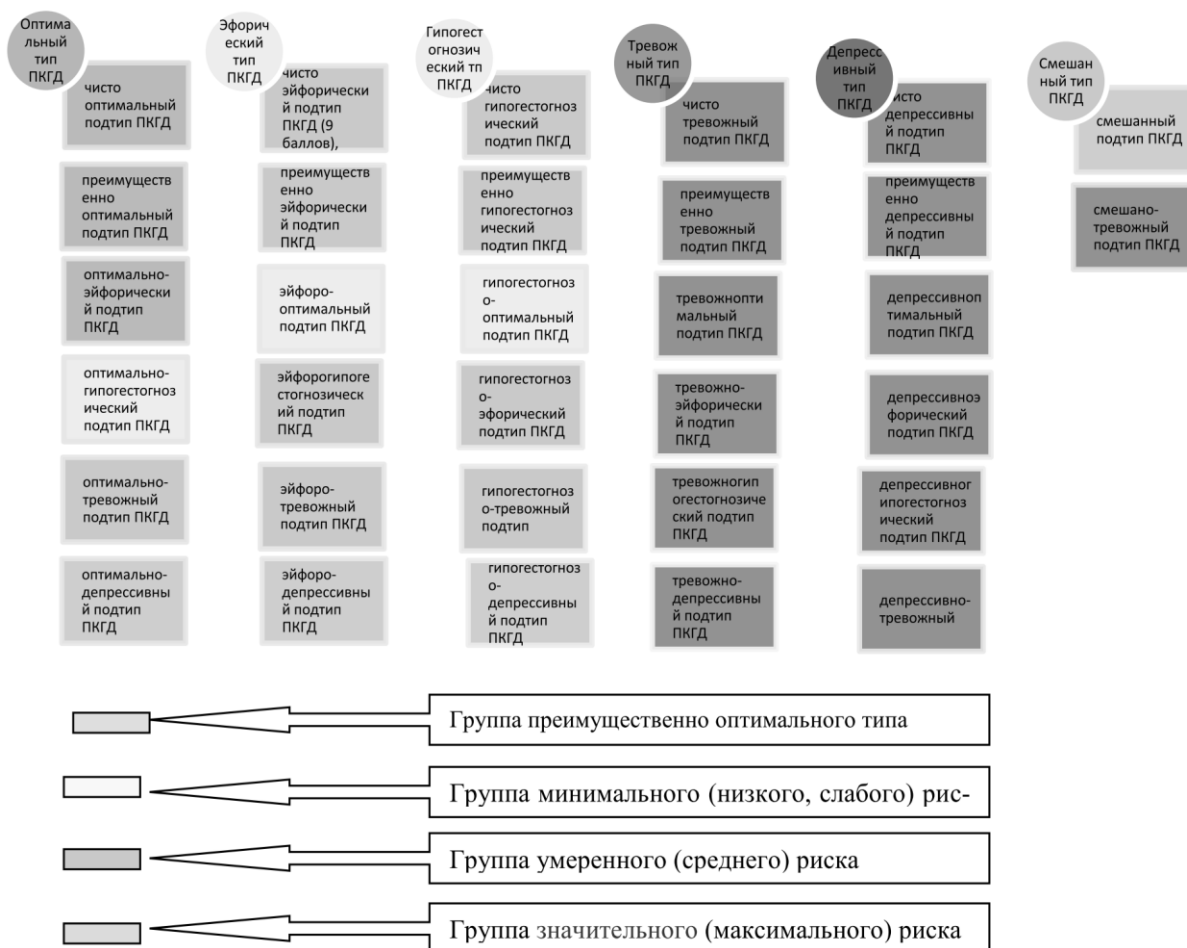 Оптима
льный
тип
ПКГД
чисто
оптимальный
подтип ПКГД
преимуществ
енно
оптимальный
подтип ПКГД
оптимально-
эйфорически
й подтип
ПКГД
оптимально-
гипогестогноз
ический
подтип ПКГД
оптимально-
тревожный
подтип ПКГД
оптимально-
депрессивны
й подтип
ПКГД
Эфорич
еский
тип
ПКГД
чисто
эйфорически
й подтип
ПКГД (9
баллов),
преимуществ
енно
эйфорически
й подтип
ПКГД
эйфоро-
оптимальный
подтип ПКГД
эйфорогипоге
стогнозическ
ий подтип
ПКГД
эйфоро-
тревожный
подтип ПКГД
эйфоро-
депрессивны
й подтип
ПКГД
Гипогест
огнозич
еский тп
ПКГД
чисто
гипогестогноз
ический
подтип ПКГД
преимуществ
енно
гипогестогноз
ический
подтип ПКГД
гипогестогноз
о-
оптимальный
подтип ПКГД
гипогестогноз
о-
эфорический
подтип ПКГД
гипогестогноз
о-тревожный
подтип
гипогестогноз
о-
депрессивны
й подтип
ПКГД
Тревож
ный тип
ПКГД
чисто
тревожный
подтип ПКГД
преимуществ
енно
тревожный
подтип ПКГД
тревожнопти
мальный
подтип ПКГД
тревожно-
эйфорически
й подтип
ПКГД
тревожногип
огестогнозиче
ский подтип
ПКГД
тревожно-
депрессивны
й подтип
ПКГД
Депресс
ивный
тип
ПКГД
чисто
депрессивны
й подтип
ПКГД
преимуществ
енно
депрессивны
й подтип
ПКГД
депрессивноп
тимальный
подтип ПКГД
депрессивноэ
форический
подтип ПКГД
депрессивног
ипогестогноз
ический
подтип ПКГД
депрессивно-
тревожный
Смешан
ный тип
ПКГД
смешанный
подтип ПКГД
смешано-
тревожный
подтип ПКГД
Группа преимущественно оптимального типа
Группа минимального (низкого, слабого) рис-
Группа умеренного (среднего) риска
Группа значительного (максимального) риска